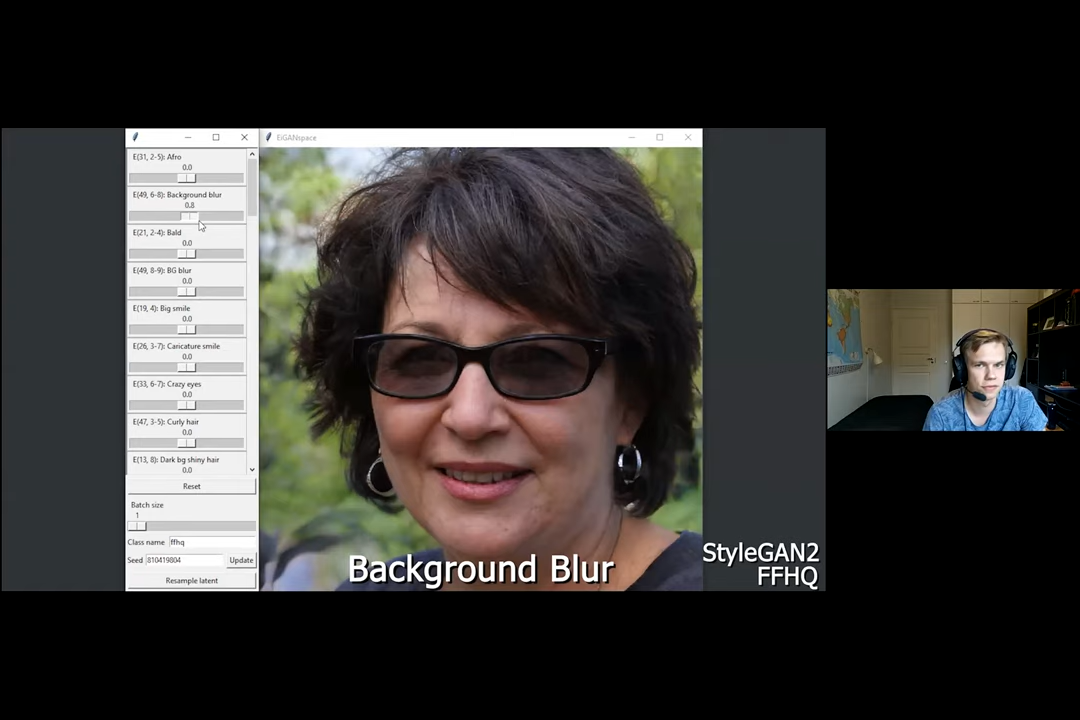 EiGANspace
E(31, 2-5): Afro
0.0
E(49, 6-8): Background blur
0.8
E(21, 2-4): Bald
0.0
E(49, 8-9): BG blur
0.0
E(19, 4): Big smile
0.0
E(26, 3-7): Caricature smile
0.0
E(33, 6-7): Crazy eyes
0.0
E(47, 3-5): Curly hair
0.0
E(13, 8): Dark bg shiny hair
0.0
Reset
Batch size
1
Class name ffhq
Seed 810419804 Update
Resample latent
Background Blur
StyleGAN2
FFHQ